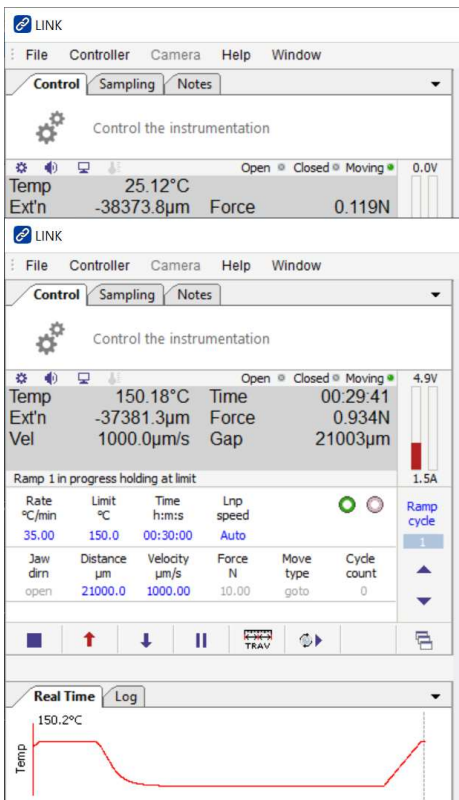 LINK
File Controller Camera Help Window
Control Sampling Notes
Control the instrumentation
Open Closed Moving 0.0V
Temp 25.12°C
Ext'n -38373.8µm Force 0.119N
LINK
File Controller Camera Help Window
Control Sampling Notes
Control the instrumentation
Open Closed Moving 4.9V
Temp 150.18°C Time 00:29:41
Ext'n -37381.3µm Force 0.934N
Vel 1000.0µm/s Gap 21003µm
Ramp 1 in progress holding at limit 1.5A
Rate Limit Time Lnp Ramp
°C/min °C h:m:s speed cycle
35.00 150.0 00:30:00 Auto 1
Jaw Distance Velocity Force Move Cycle
dirn µm µm/s N type count
open 21000.0 1000.00 10.00 goto 0
TRAV
Real Time Log
150.2°C
Temp